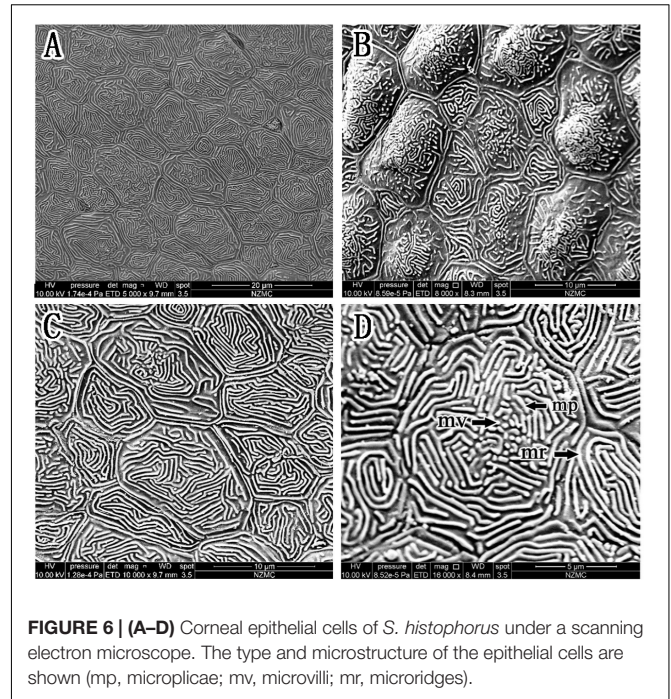 A
HV pressure det mag WD spot 20 µm
10.00 kV 1.74e-4 Pa ETD 5 000 x 9.7 mm 3.5 NZMC
B
HV pressure det mag □ WD spot 10 µm
10.00 kV 8.59e-5 Pa ETD 8 000 x 8.3 mm 3.5 NZMC
C
HV pressure det mag WD spot 10 µm
10.00 kV 1.28e-4 Pa ETD 10 000 x 9.7 mm 3.5 NZMC
D
mp
mv
mr
HV pressure det mag □ WD spot 5 µm
10.00 kV 8.52e-5 Pa ETD 16 000 x 8.4 mm 3.5 NZMC
FIGURE 6 | (A–D) Corneal epithelial cells of S. histophorus under a scanning
electron microscope. The type and microstructure of the epithelial cells are
shown (mp, microplicae; mv, microvilli; mr, microridges).